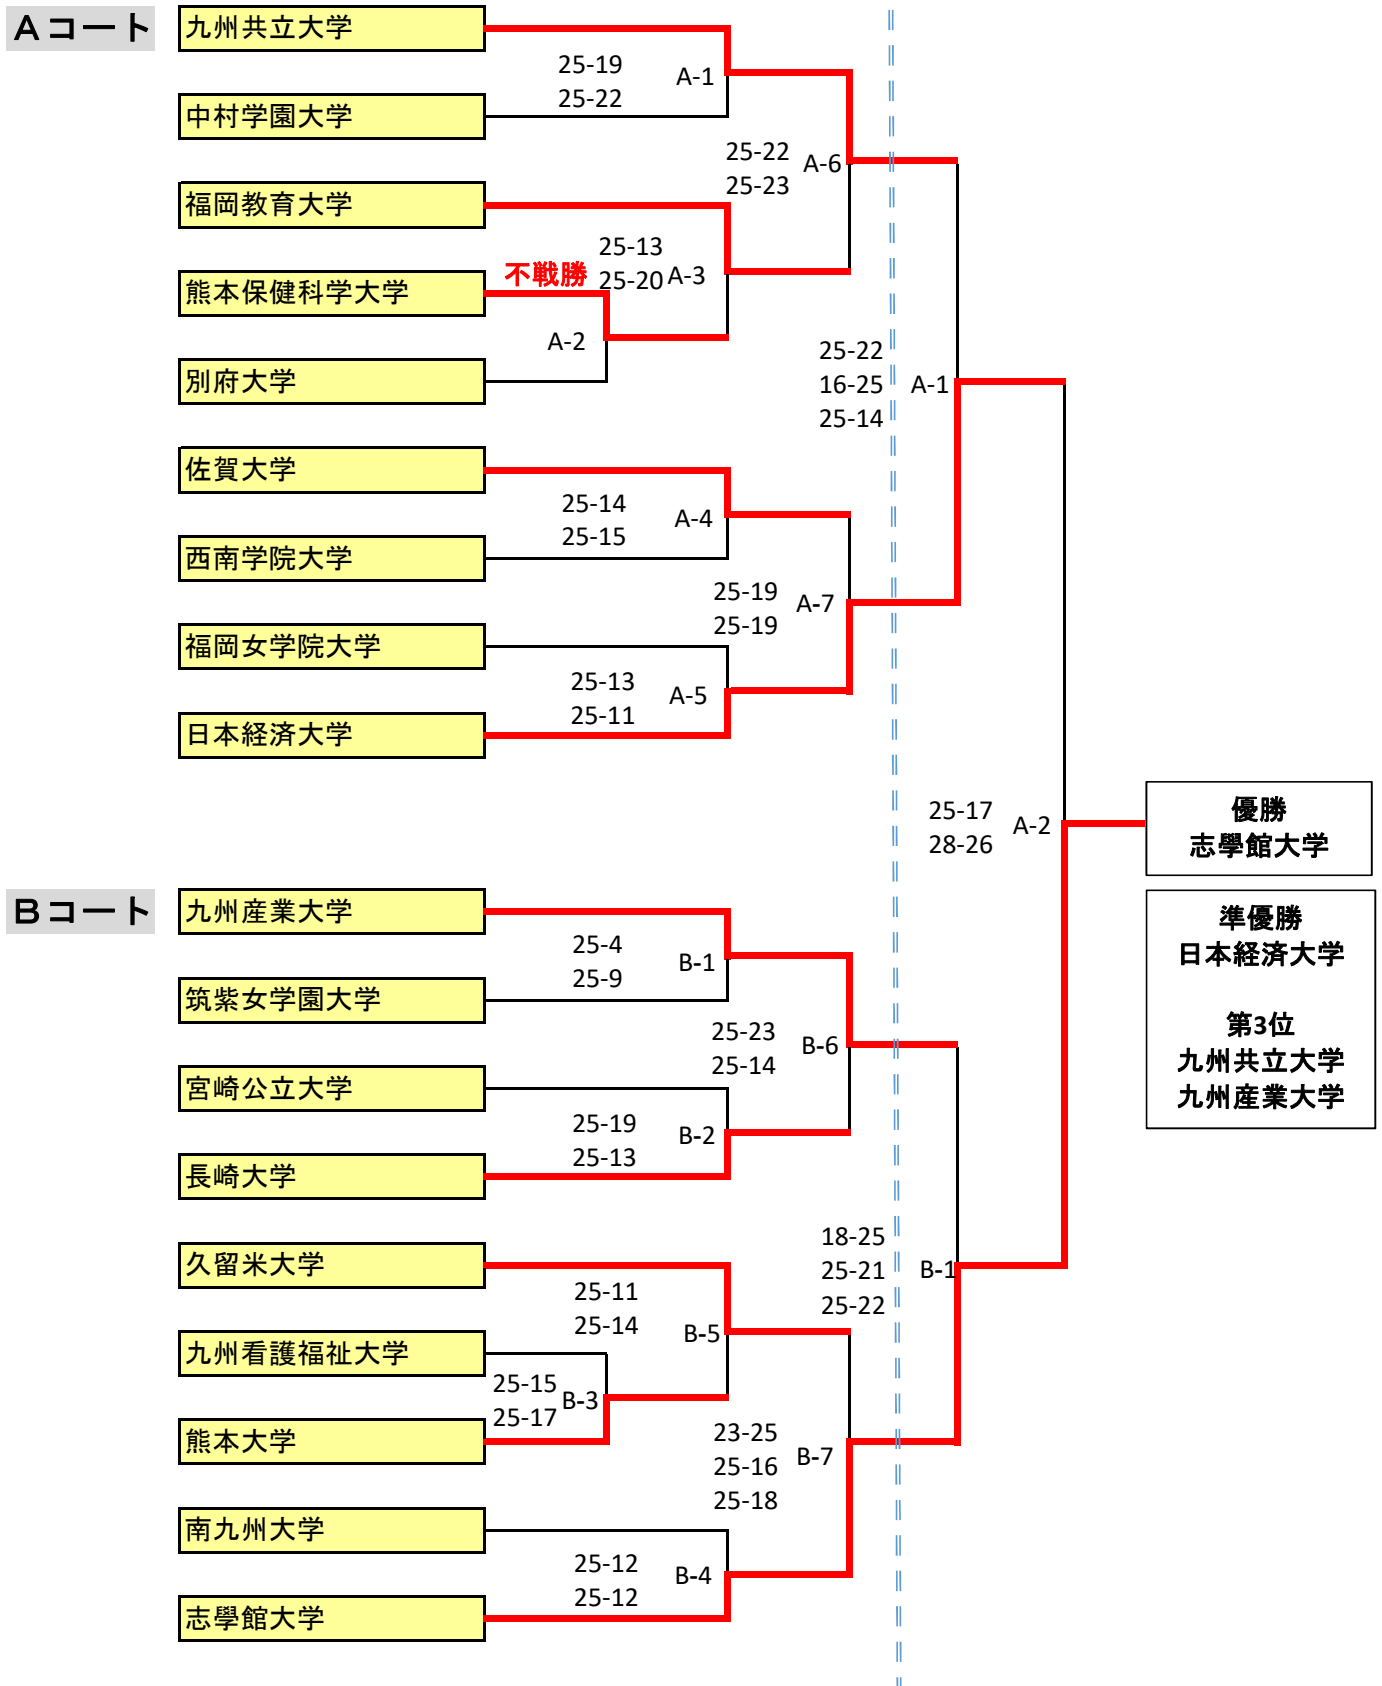 Aコート
九州共立大学
25-19
25-22
A-1
中村学園大学
25-22
25-23
A-6
福岡教育大学
25-13
25-20
A-3
不戦勝
熊本保健科学大学
A-2
別府大学
25-22
16-25
25-14
A-1
佐賀大学
25-14
25-15
A-4
西南学院大学
25-19
25-19
A-7
福岡女学院大学
25-13
25-11
A-5
日本経済大学
25-17
28-26
A-2
優勝
志學館大学
準優勝
日本経済大学
第3位
九州共立大学
九州産業大学
Bコート
九州産業大学
25-4
25-9
B-1
筑紫女学園大学
25-23
25-14
B-6
宮崎公立大学
25-19
25-13
B-2
長崎大学
18-25
25-21
25-22
B-1
久留米大学
25-11
25-14
B-5
九州看護福祉大学
25-15
25-17
B-3
熊本大学
23-25
25-16
25-18
B-7
南九州大学
25-12
25-12
B-4
志學館大学